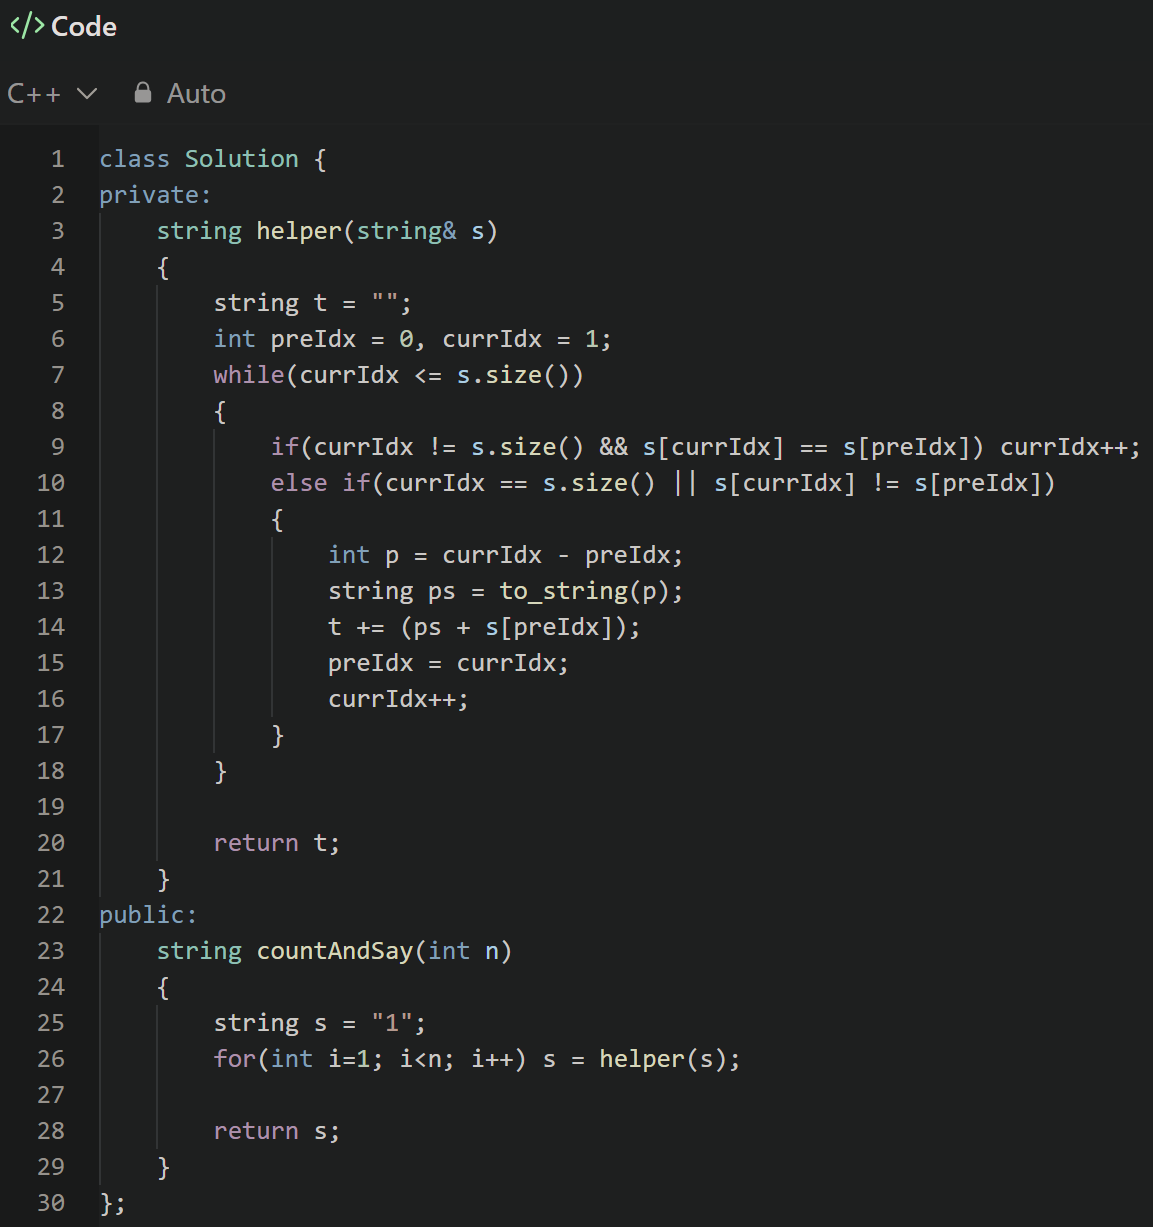 </> Code
C++ Auto
1 class Solution {
2 private:
3     string helper(string& s)
4     {
5         string t = "";
6         int preIdx = 0, currIdx = 1;
7         while(currIdx <= s.size())
8         {
9             if(currIdx != s.size() && s[currIdx] == s[preIdx]) currIdx++;
10             else if(currIdx == s.size() || s[currIdx] != s[preIdx])
11             {
12                 int p = currIdx - preIdx;
13                 string ps = to_string(p);
14                 t += (ps + s[preIdx]);
15                 preIdx = currIdx;
16                 currIdx++;
17             }
18         }
19
20         return t;
21     }
22 public:
23     string countAndSay(int n)
24     {
25         string s = "1";
26         for(int i=1; i<n; i++) s = helper(s);
27
28         return s;
29     }
30 };